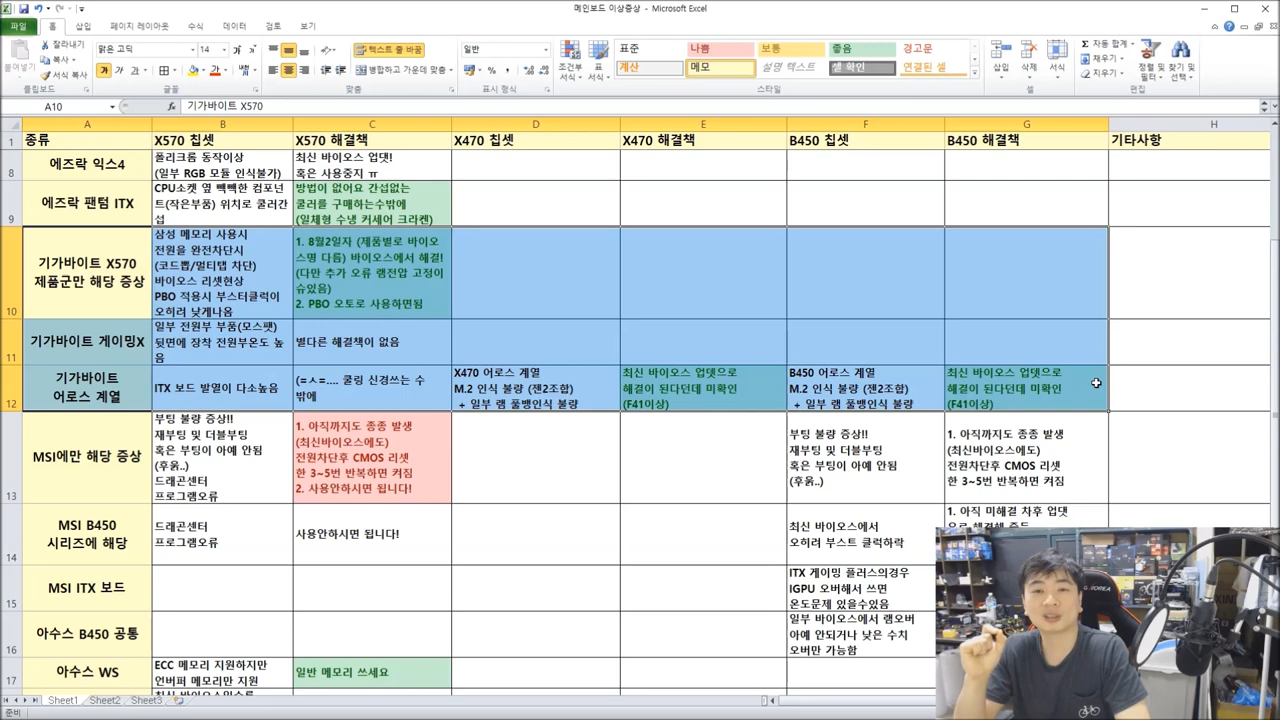 메인보드 이상증상 - Microsoft Excel
파일 홈 삽입 페이지 레이아웃 수식 데이터 검토 보기
붙여넣기 잘라내기 복사 서식 복사
클립보드
맑은 고딕 14
글꼴
텍스트 줄 바꿈
병합하고 가운데 맞춤
맞춤
일반
표시 형식
조건부 서식 표 서식
표준 나쁨 보통 좋음 경고문
계산 메모 설명 텍스트 셀 확인 연결된 셀
스타일
삽입 삭제 서식
셀
자동 합계 채우기 지우기
정렬 및 필터 찾기 및 선택
편집
A10 fx 기가바이트 X570
A B C D E F G H
1 종류 X570 칩셋 X570 해결책 X470 칩셋 X470 해결책 B450 칩셋 B450 해결책 기타사항
8 에즈락 익스4
폴리크롬 동작이상
(일부 RGB 모듈 인식불가)
최신 바이오스 업뎃!
혹은 사용중지 ㅠ
9 에즈락 팬텀 ITX
CPU소켓 옆 빽빽한 컴포넌
트(작은부품) 위치로 쿨러간
섭
방법이 없어요 간섭없는
쿨러를 구매하는수밖에
(일체형 수냉 커세어 크라켄)
10
기가바이트 X570
제품군만 해당 증상
삼성 메모리 사용시
전원을 완전차단시
(코드뽑/멀티탭 차단)
바이오스 리셋현상
PBO 적용시 부스터클럭이
오히려 낮게나옴
1. 8월2일자 (제품별로 바이오
스명 다름) 바이오스에서 해결!
(다만 추가 오류 램전압 고정이
슈있음)
2. PBO 오토로 사용하면됨
11 기가바이트 게이밍X
일부 전원부 부품(모스펫)
뒷면에 장착 전원부온도 높
음
별다른 해결책이 없음
12
기가바이트
어로스 계열
ITX 보드 발열이 다소높음
(=ㅅ=.... 쿨링 신경쓰는 수
밖에
X470 어로스 계열
M.2 인식 불량 (젠2조합)
+ 일부 램 풀뱅인식 불량
최신 바이오스 업뎃으로
해결이 된다던데 미확인
(F41이상)
B450 어로스 계열
M.2 인식 불량 (젠2조합)
+ 일부 램 풀뱅인식 불량
최신 바이오스 업뎃으로
해결이 된다던데 미확인
(F41이상)
13 MSI에만 해당 증상
부팅 불량 증상!!
재부팅 및 더블부팅
혹은 부팅이 아예 안됨
(후움..)
드래곤센터
프로그램오류
1. 아직까지도 종종 발생
(최신바이오스에도)
전원차단후 CMOS 리셋
한 3~5번 반복하면 켜짐
2. 사용안하시면 됩니다!
부팅 불량 증상!!
재부팅 및 더블부팅
혹은 부팅이 아예 안됨
(후움..)
1. 아직까지도 종종 발생
(최신바이오스에도)
전원차단후 CMOS 리셋
한 3~5번 반복하면 켜짐
14
MSI B450
시리즈에 해당
드래곤센터
프로그램오류
사용안하시면 됩니다!
최신 바이오스에서
오히려 부스트 클럭하락
1. 아직 미해결 차후 업뎃
15 MSI ITX 보드
ITX 게이밍 플러스의경우
IGPU 오버해서 쓰면
온도문제 있을수있음
16 아수스 B450 공통
일부 바이오스에서 램오버
아예 안되거나 낮은 수치
오버만 가능함
17 아수스 WS
ECC 메모리 지원하지만
언버퍼 메모리만 지원
일반 메모리 쓰세요
Sheet1 Sheet2 Sheet3
준비